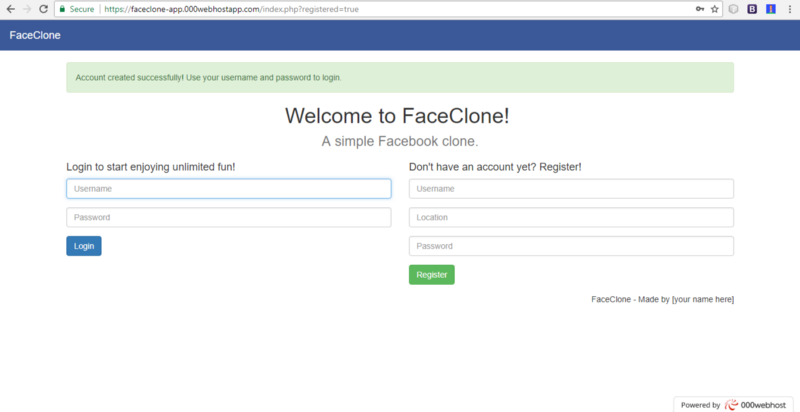 Secure https://faceclone-app.000webhostapp.com/index.php?registered=true
FaceClone
Account created successfully! Use your username and password to login.
Welcome to FaceClone!
A simple Facebook clone.
Login to start enjoying unlimited fun!
Username
Password
Login
Don't have an account yet? Register!
Username
Location
Password
Register
FaceClone - Made by [your name here]
Powered by 000webhost